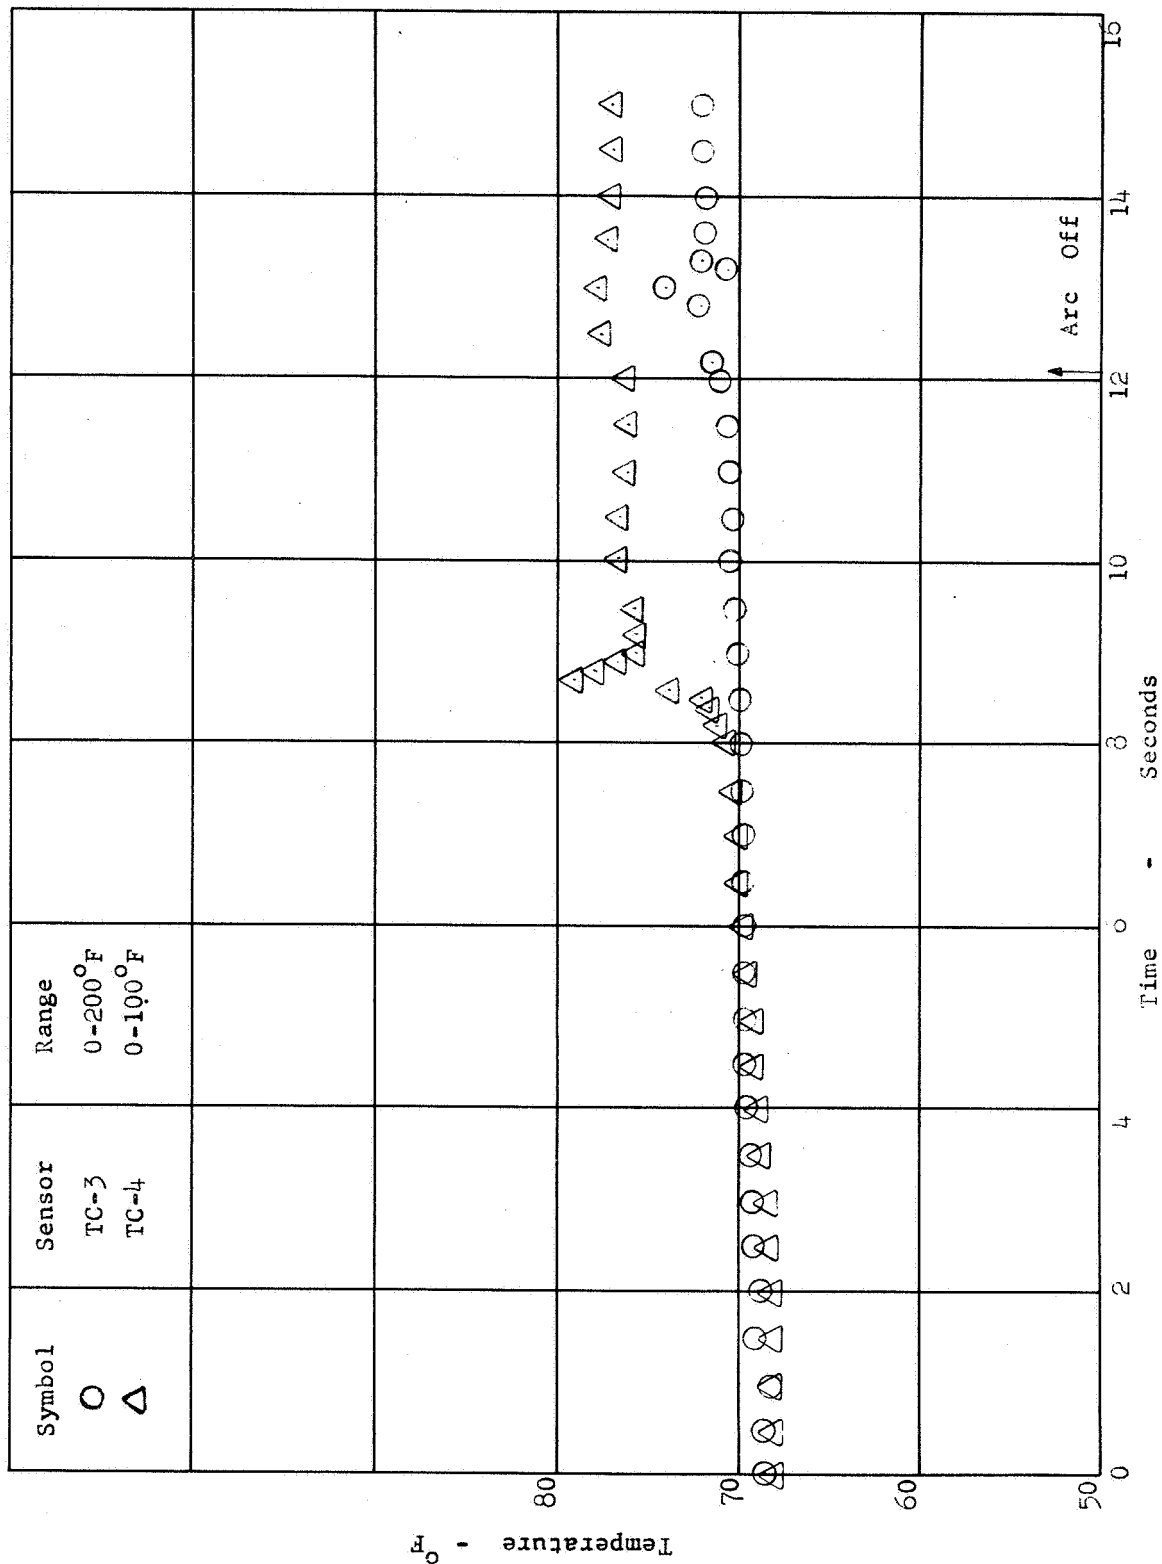 Symbol Sensor Range
TC-3 0-200°F
TC-4 0-100°F
Temperature - °F
80
70
60
50
0 2 4 6 8 10 12 14 16
Arc Off
Time - Seconds